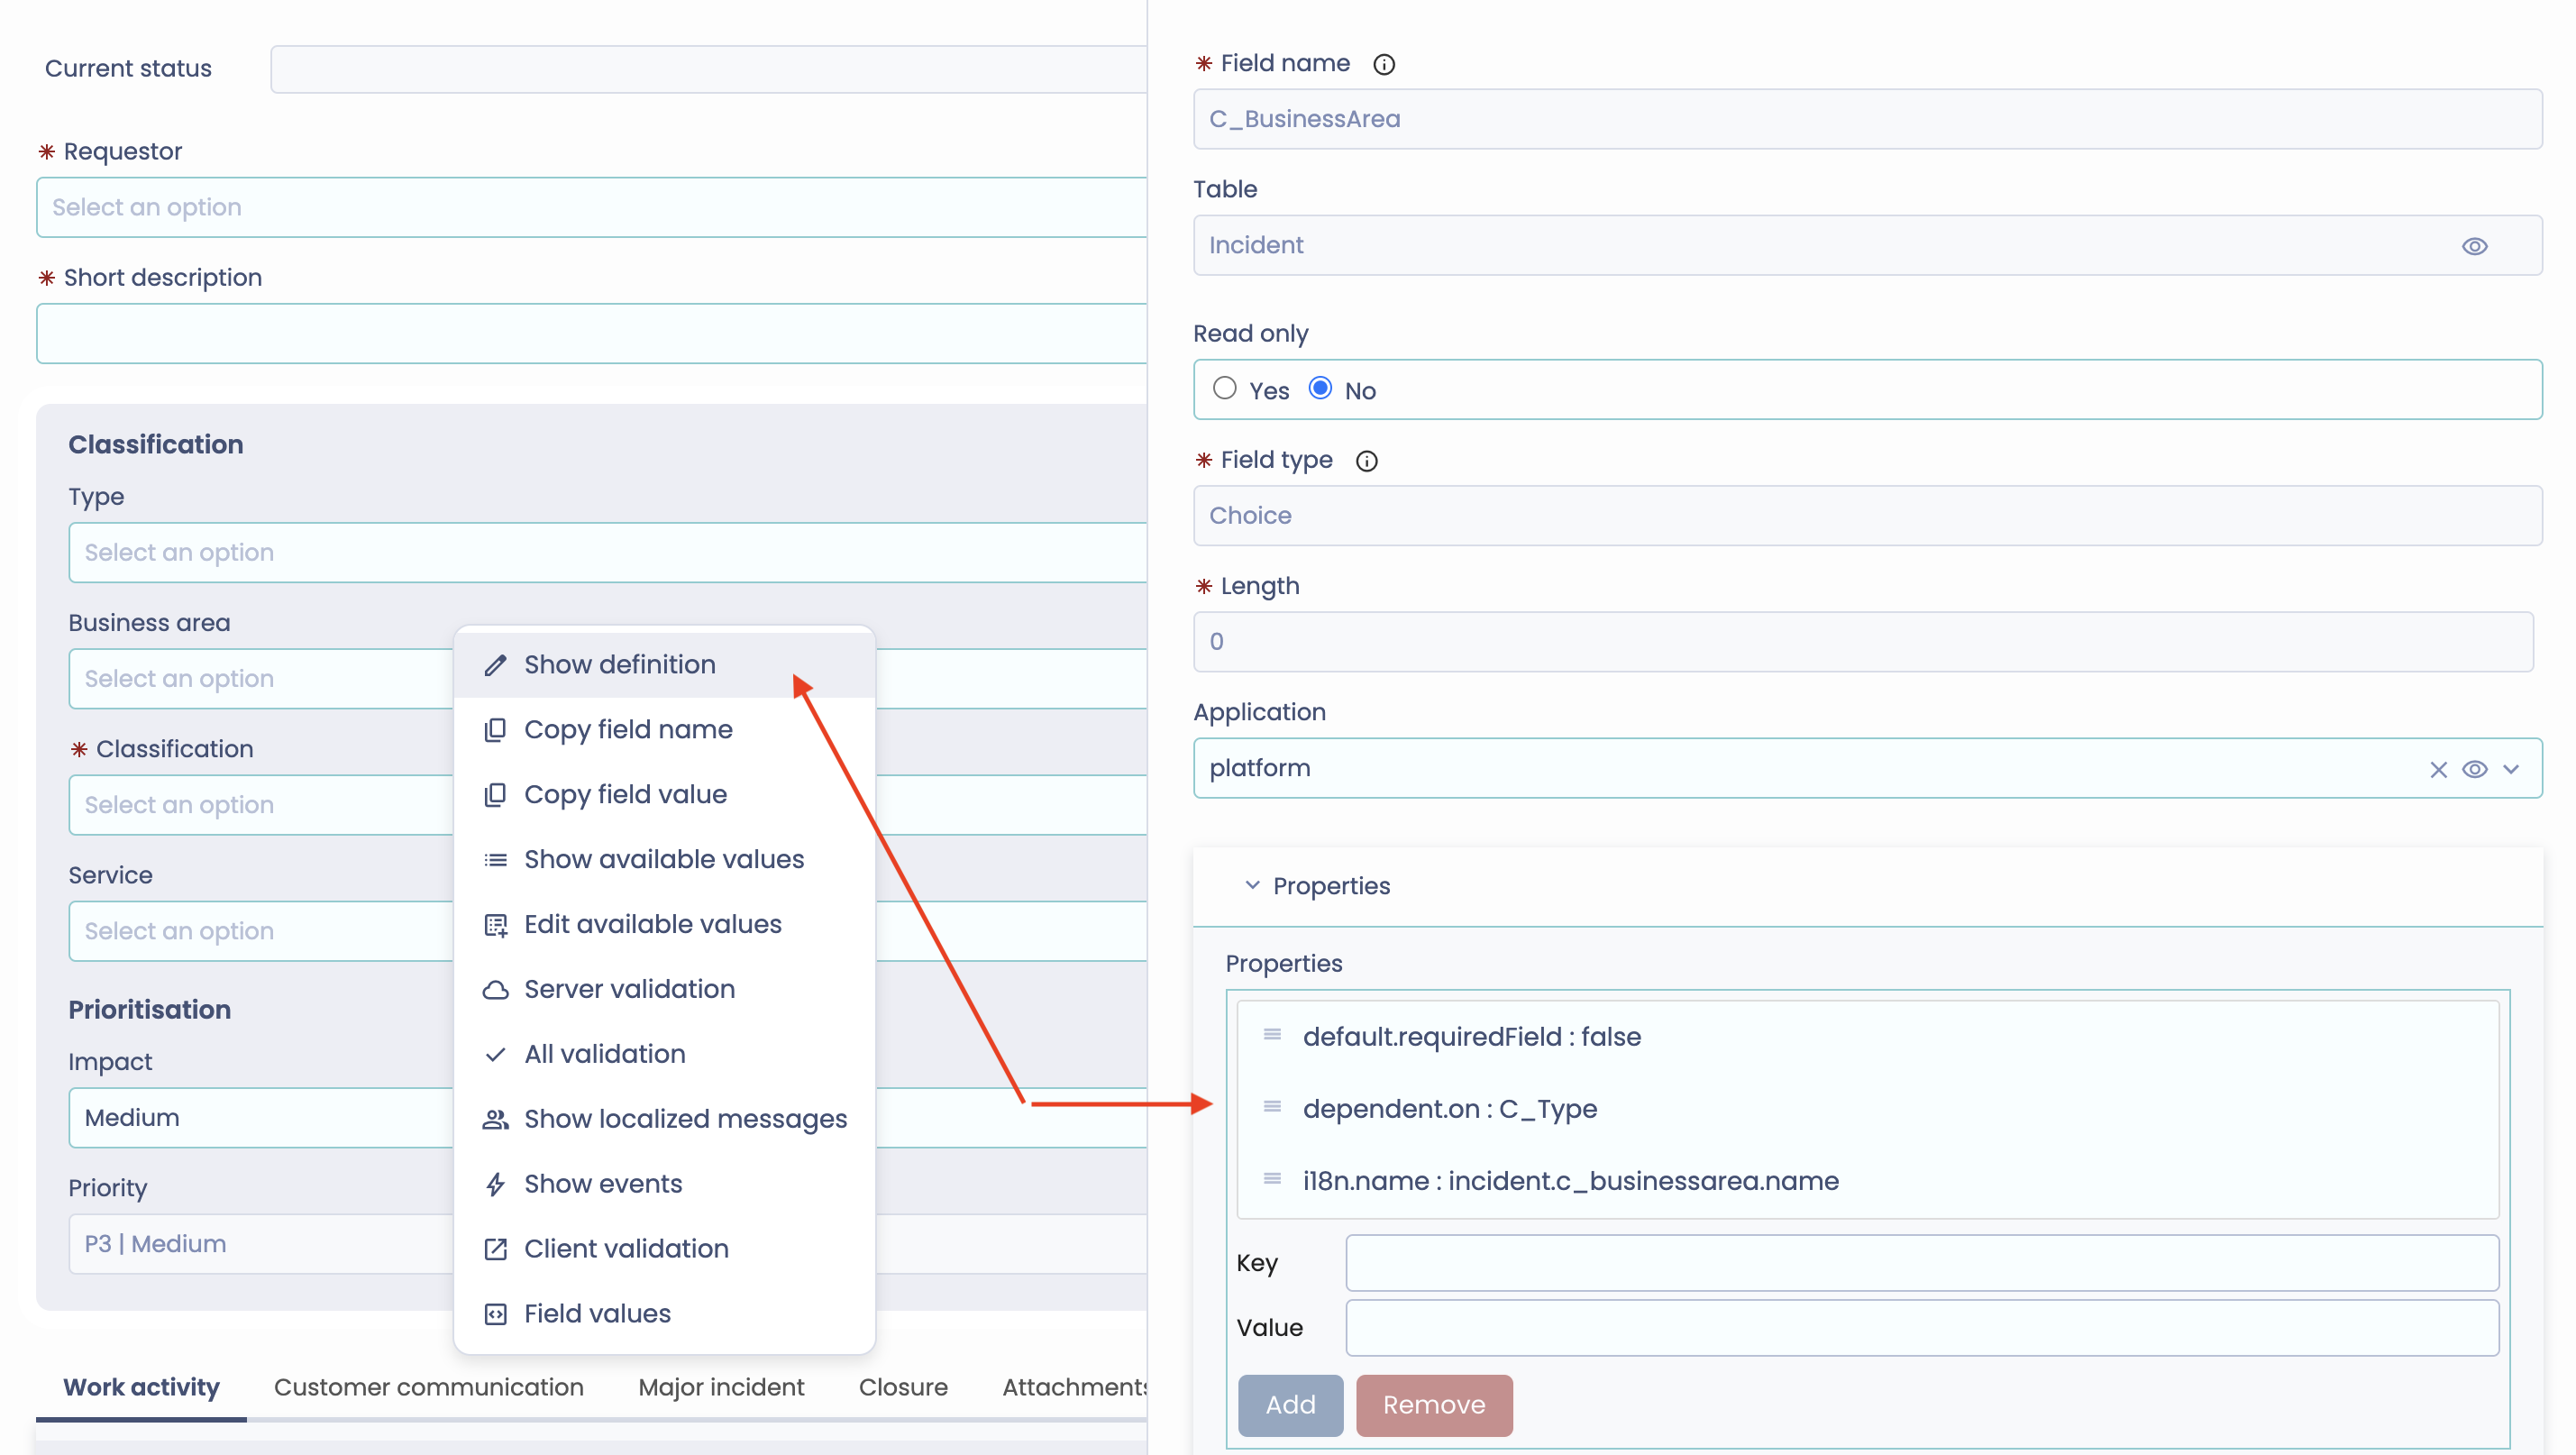 Current status
✳ Requestor
Select an option
✳ Short description
Classification
Type
Select an option
Business area
Select an option
✳ Classification
Select an option
Service
Select an option
Prioritisation
Impact
Medium
Priority
P3 | Medium
Show definition
Copy field name
Copy field value
Show available values
Edit available values
Server validation
All validation
Show localized messages
Show events
Client validation
Field values
Work activity Customer communication Major incident Closure Attachments
✳ Field name
C_BusinessArea
Table
Incident
Read only
Yes No
✳ Field type
Choice
✳ Length
0
Application
platform
Properties
Properties
default.requiredField : false
dependent.on : C_Type
i18n.name : incident.c_businessarea.name
Key
Value
Add Remove